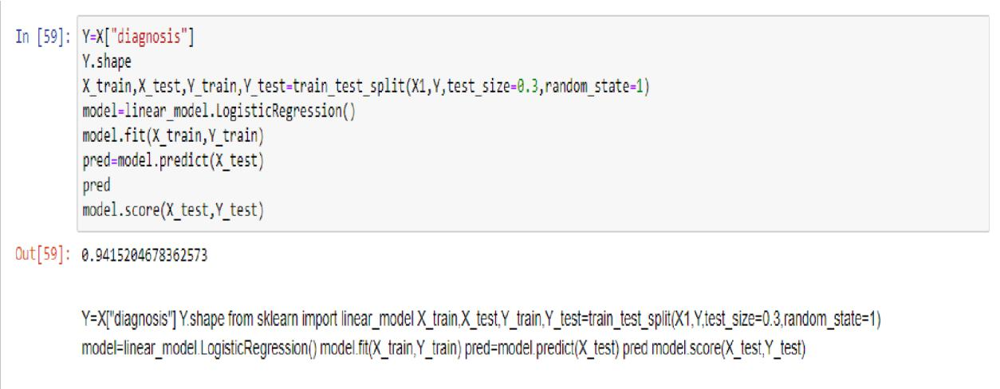 In [59]: Y=X["diagnosis"]
Y.shape
X_train,X_test,Y_train,Y_test=train_test_split(X1,Y,test_size=0.3,random_state=1)
model=linear_model.LogisticRegression()
model.fit(X_train,Y_train)
pred=model.predict(X_test)
pred
model.score(X_test,Y_test)
Out[59]: 0.9415204678362573
Y=X["diagnosis"] Y.shape from sklearn import linear_model X_train,X_test,Y_train,Y_test=train_test_split(X1,Y,test_size=0.3,random_state=1)
model=linear_model.LogisticRegression() model.fit(X_train,Y_train) pred=model.predict(X_test) pred model.score(X_test,Y_test)